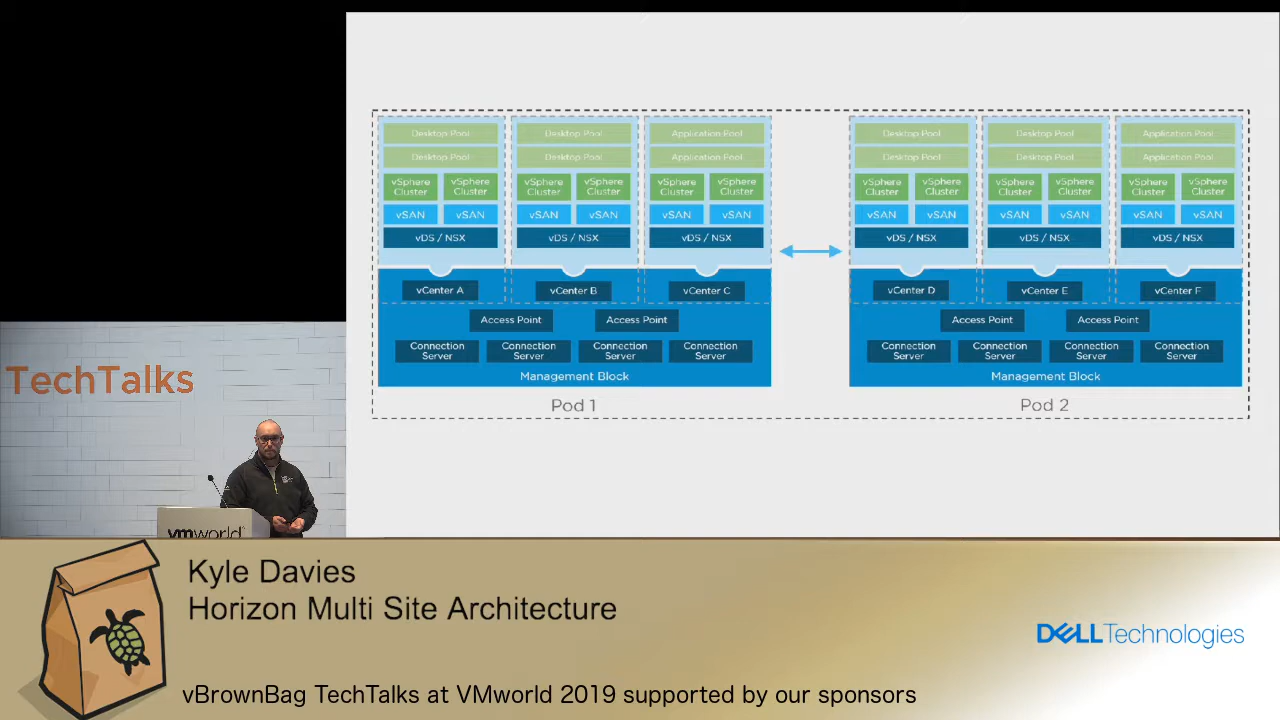 Desktop Pool
Desktop Pool
Application Pool
Desktop Pool
Desktop Pool
Application Pool
Desktop Pool
Desktop Pool
Application Pool
Desktop Pool
Desktop Pool
Application Pool
vSphere Cluster
vSphere Cluster
vSphere Cluster
vSphere Cluster
vSphere Cluster
vSphere Cluster
vSphere Cluster
vSphere Cluster
vSphere Cluster
vSphere Cluster
vSphere Cluster
vSphere Cluster
vSAN
vSAN
vSAN
vSAN
vSAN
vSAN
vSAN
vSAN
vSAN
vSAN
vSAN
vSAN
vDS / NSX
vDS / NSX
vDS / NSX
vDS / NSX
vDS / NSX
vDS / NSX
vCenter A
vCenter B
vCenter C
vCenter D
vCenter E
vCenter F
Access Point
Access Point
Access Point
Access Point
Connection Server
Connection Server
Connection Server
Connection Server
Connection Server
Connection Server
Connection Server
Connection Server
Management Block
Management Block
Pod 1
Pod 2
TechTalks
vmworld
Kyle Davies
Horizon Multi Site Architecture
DELL Technologies
vBrownBag TechTalks at VMworld 2019 supported by our sponsors